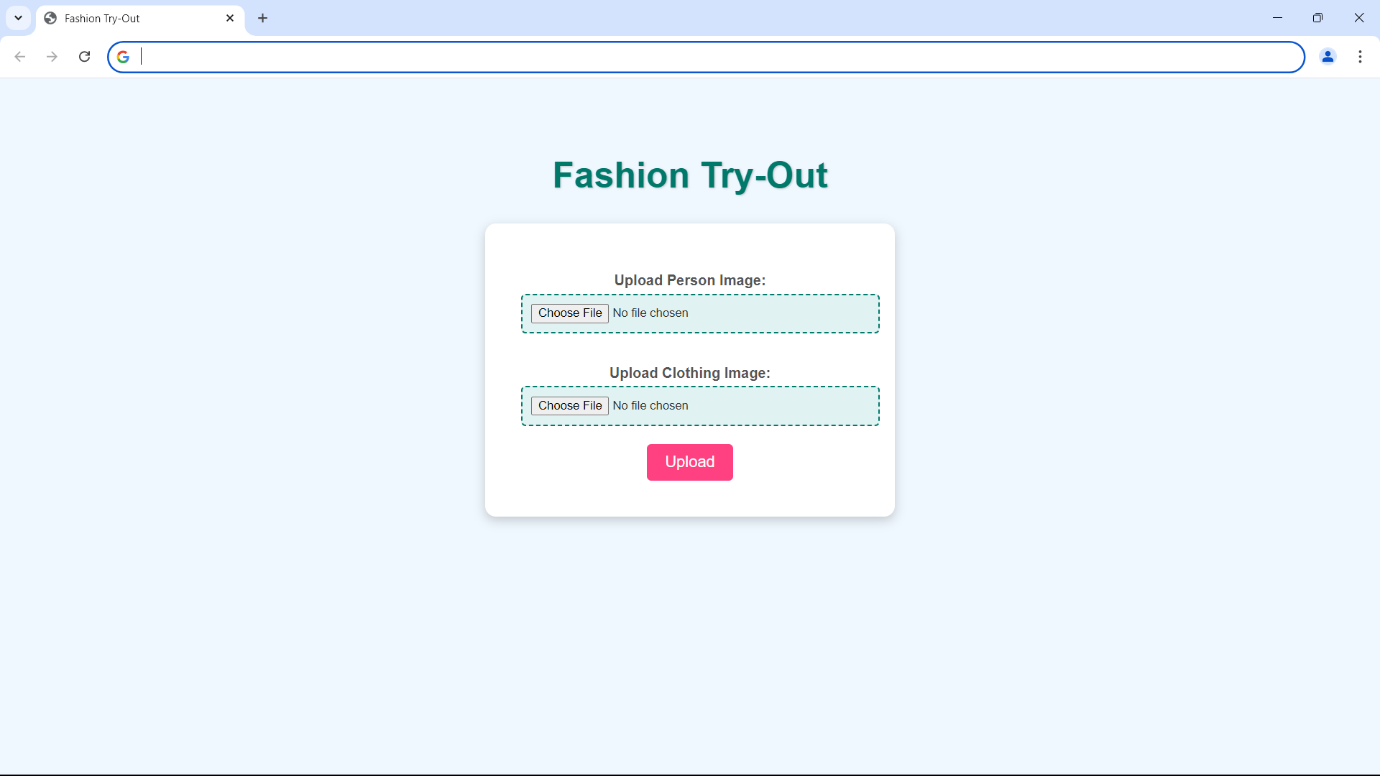 Fashion Try-Out
Fashion Try-Out
Upload Person Image:
Choose File No file chosen
Upload Clothing Image:
Choose File No file chosen
Upload